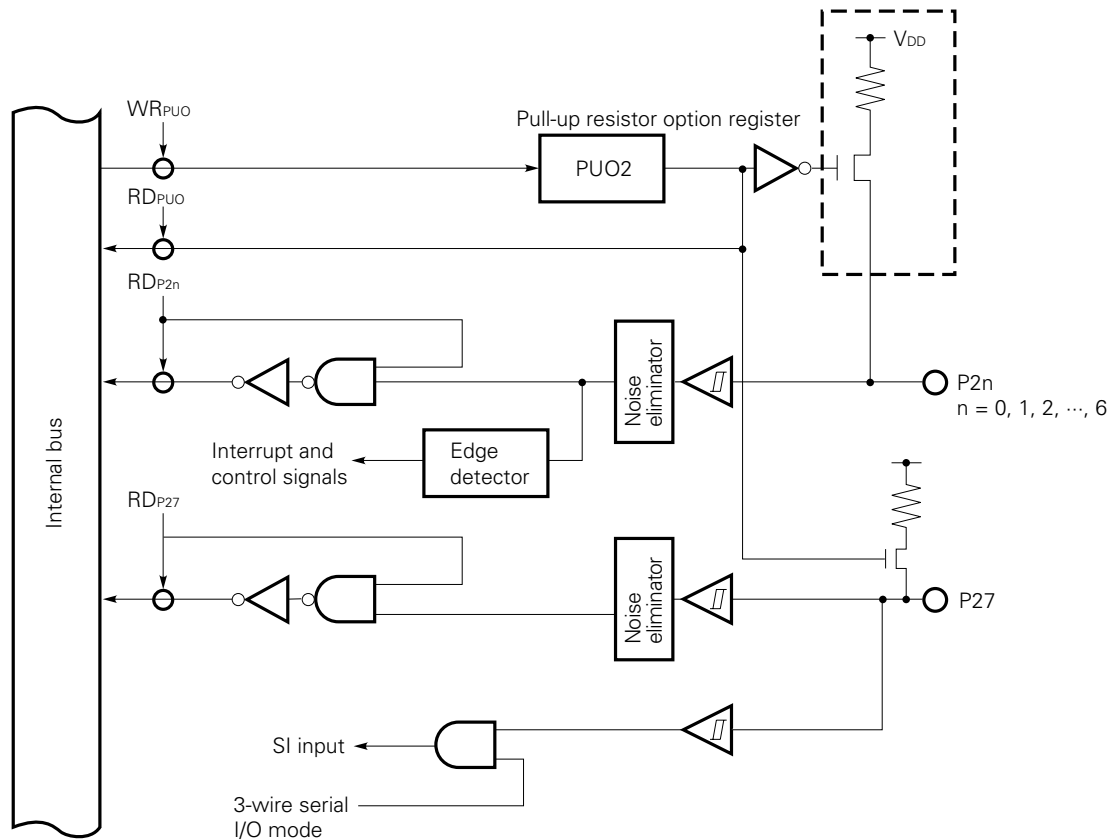 VDD
WRPUO
Pull-up resistor option register
PUO2
RDPUO
RDP2n
Noise
eliminator
P2n
n = 0, 1, 2, ···, 6
Interrupt and
control signals
Edge
detector
Internal bus
RDP27
Noise
eliminator
P27
SI input
3-wire serial
I/O mode